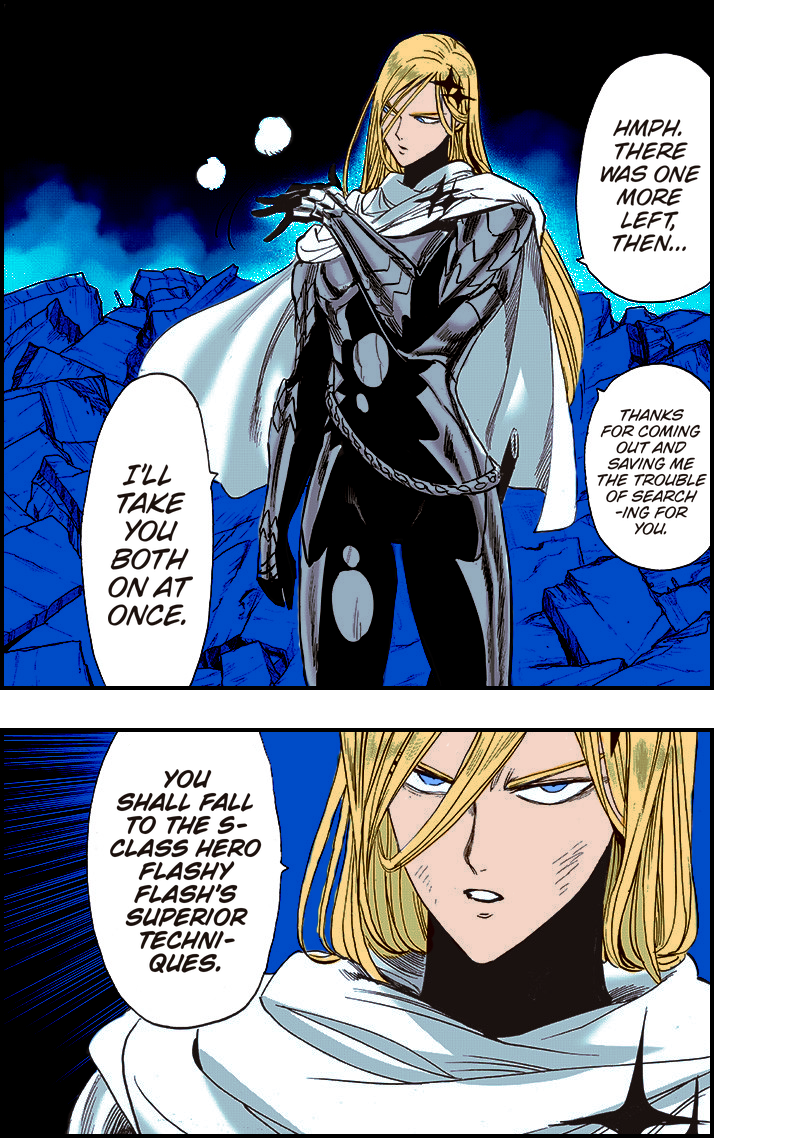 HMPH.
THERE
WAS ONE
MORE
LEFT,
THEN...
THANKS
FOR COMING
OUT AND
SAVING ME
THE TROUBLE
OF SEARCH
-ING FOR
YOU.
I'LL
TAKE
YOU
BOTH
ON AT
ONCE.
YOU
SHALL FALL
TO THE S-
CLASS HERO
FLASHY
FLASH'S
SUPERIOR
TECHNI-
QUES.